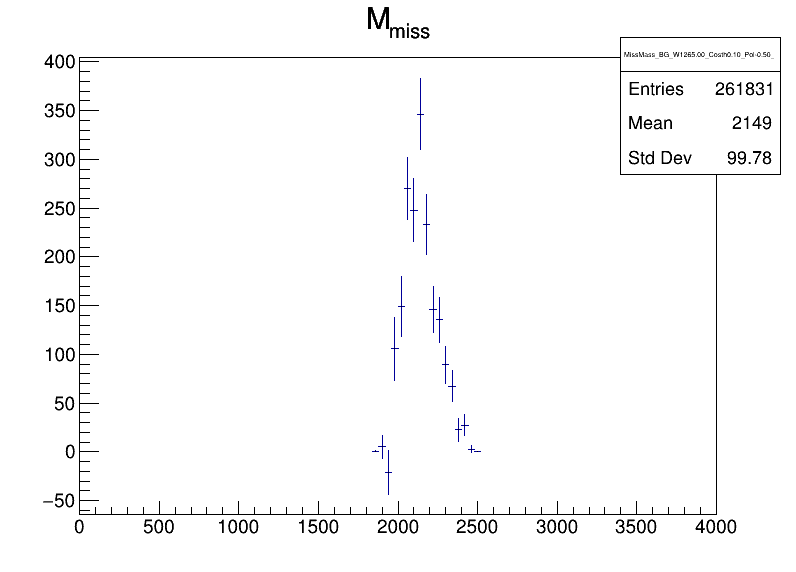 M_miss
MissMass_BG_W1265.00_Costh0.10_Pol-0.50_
Entries 261831
Mean 2149
Std Dev 99.78
400
350
300
250
200
150
100
50
0
−50
0 500 1000 1500 2000 2500 3000 3500 4000